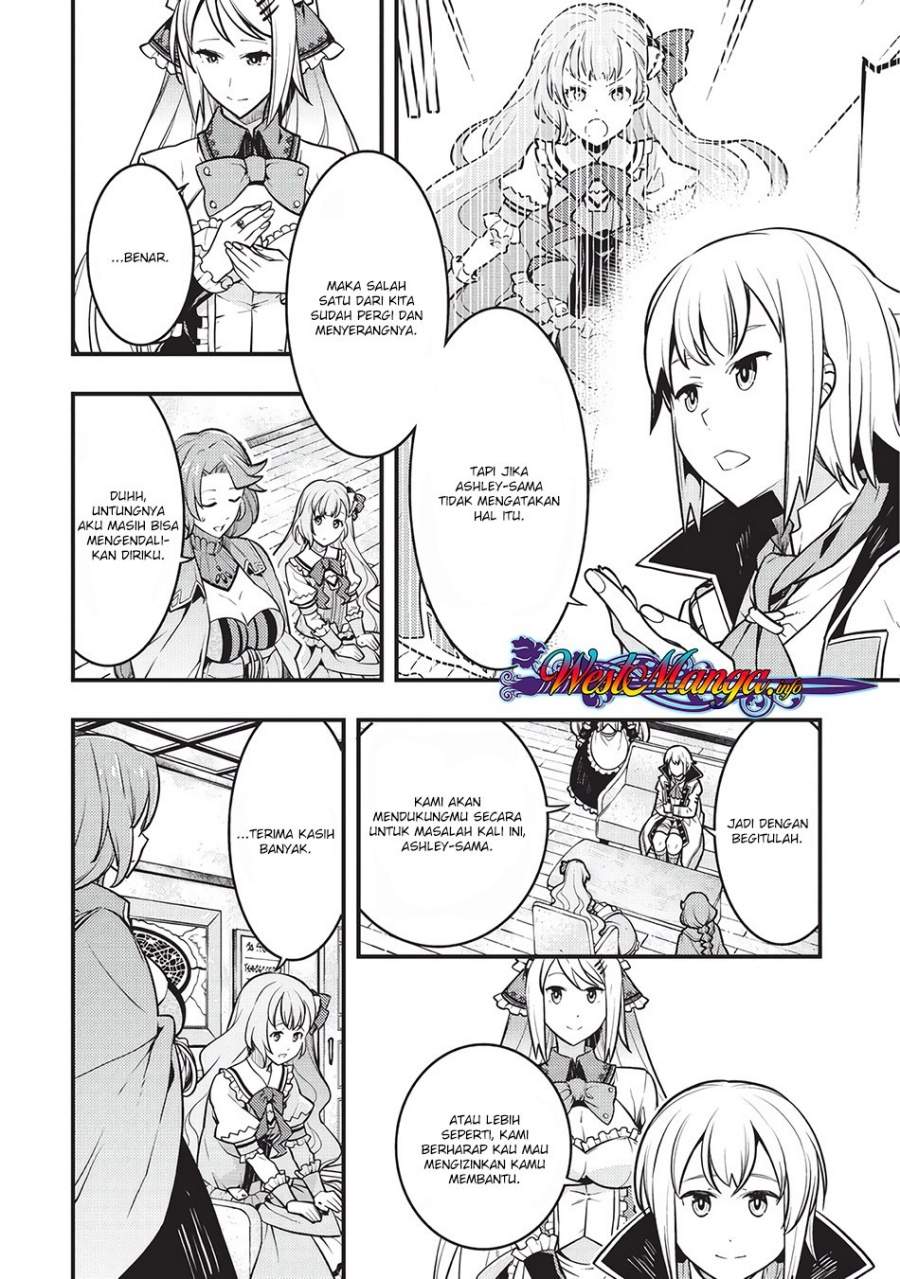 TAPI JIKA
ASHLEY-SAMA
TIDAK MENGATAKAN
HAL ITU.
MAKA SALAH
SATU DARI KITA
SUDAH PERGI DAN
MENYERANGNYA.
...BENAR.
DUHH,
UNTUNGNYA
AKU MASIH BISA
MENGENDALI-
KAN DIRIKU.
WestManga.info
JADI DENGAN
BEGITULAH.
KAMI AKAN
MENDUKUNGMU SECARA
UNTUK MASALAH KALI INI,
ASHLEY-SAMA.
...TERIMA KASIH
BANYAK.
ATAU LEBIH
SEPERTI, KAMI
BERHARAP KAU MAU
MENGIZINKAN KAMU
MEMBANTU.